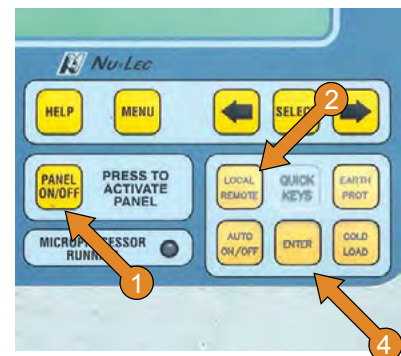 Nu-Lec
HELP
MENU
SELECT
2
PANEL
ON/OFF
PRESS TO
ACTIVATE
PANEL
LOCAL
REMOTE
QUICK
KEYS
EARTH
PROT
AUTO
ON/OFF
ENTER
COLD
LOAD
MICROPROCESSOR
RUNN
1
4